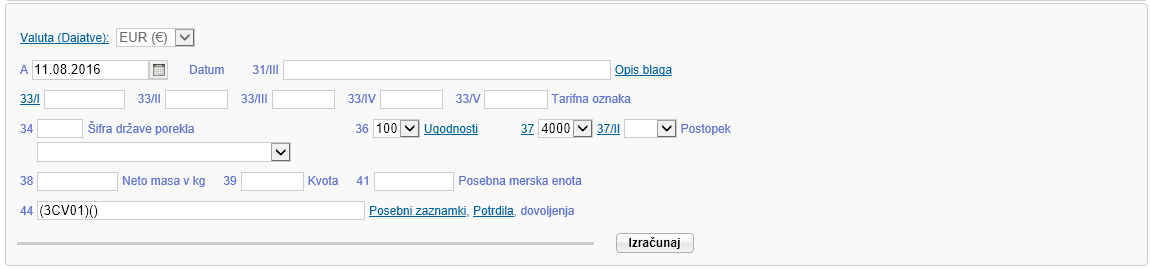 Valuta (Dajatve): EUR (€)
A 11.08.2016 Datum 31/III Opis blaga
33/I 33/II 33/III 33/IV 33/V Tarifna oznaka
34 Šifra države porekla 36 100 Ugodnosti 37 4000 37/II Postopek
38 Neto masa v kg 39 Kvota 41 Posebna merska enota
44 (3CV01)() Posebni zaznamki, Potrdila, dovoljenja
Izračunaj